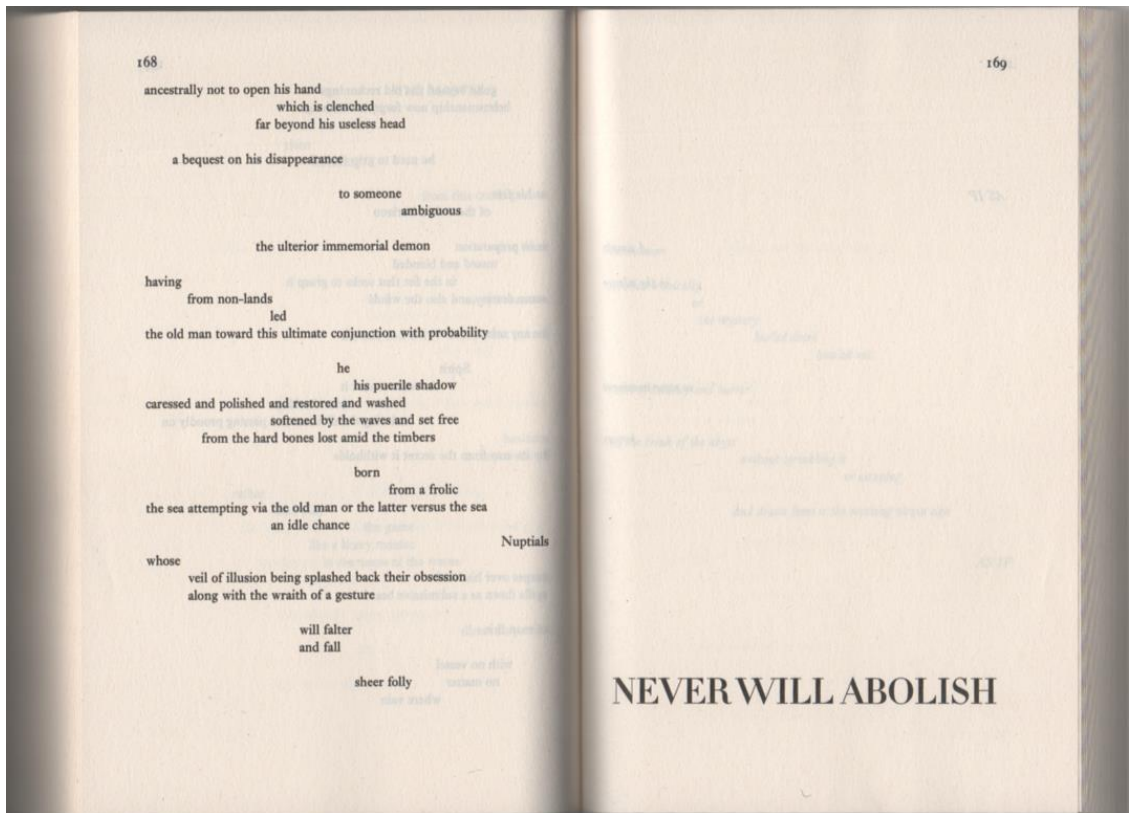 168
ancestrally not to open his hand
which is clenched
far beyond his useless head
a bequest on his disappearance
to someone
ambiguous
the ulterior immemorial demon
having
from non-lands
led
the old man toward this ultimate conjunction with probability
he
his puerile shadow
caressed and polished and restored and washed
softened by the waves and set free
from the hard bones lost amid the timbers
born
from a frolic
the sea attempting via the old man or the latter versus the sea
an idle chance
Nuptials
whose
veil of illusion being splashed back their obsession
along with the wraith of a gesture
will falter
and fall
sheer folly
169
NEVER WILL ABOLISH